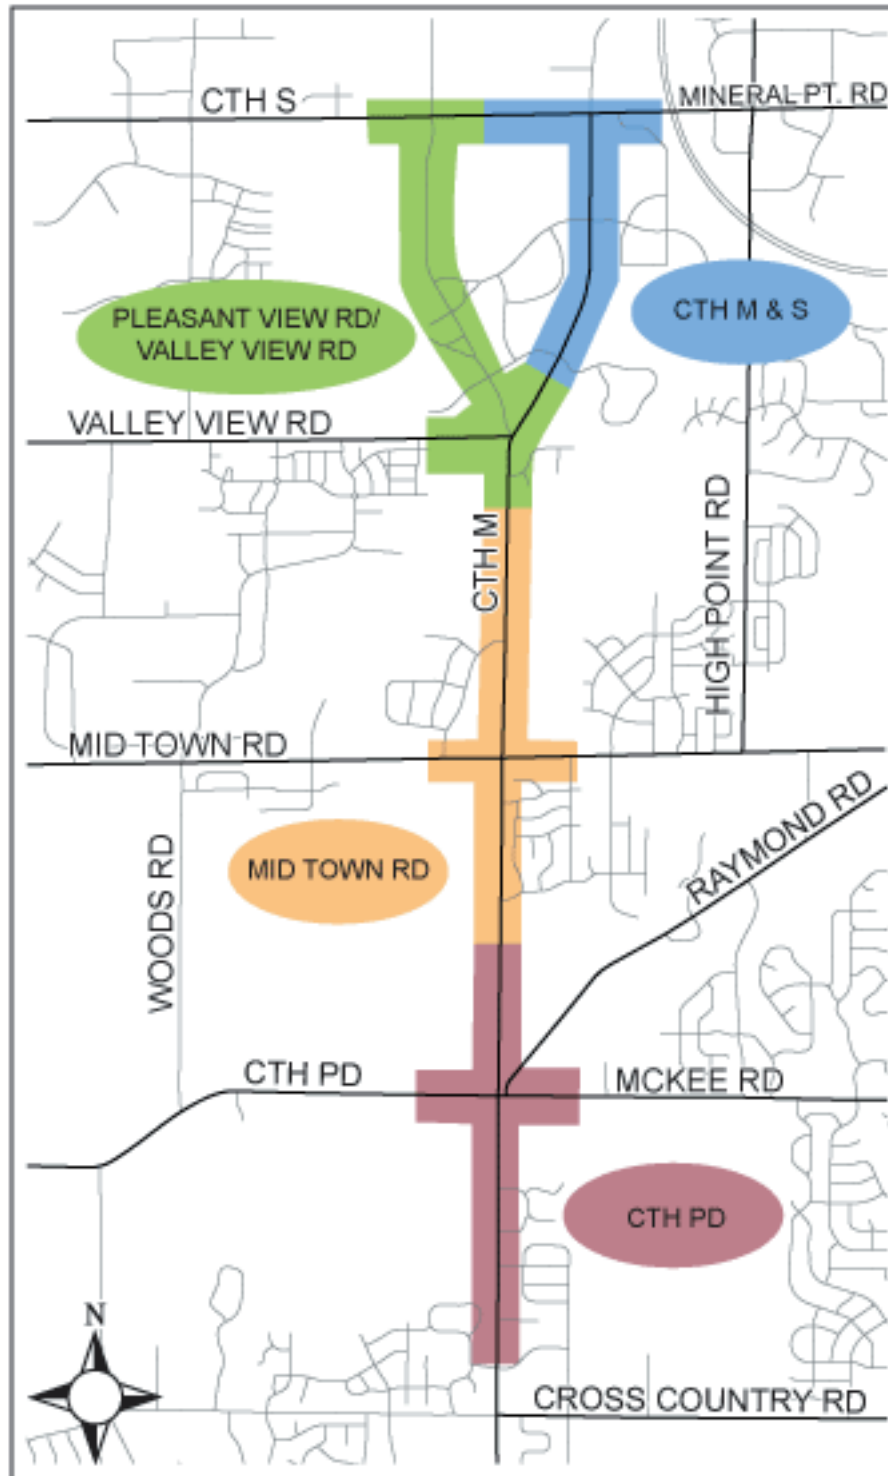 CTH S
MINERAL PT. RD
PLEASANT VIEW RD/
VALLEY VIEW RD
CTH M & S
VALLEY VIEW RD
CTH M
HIGH POINT RD
MID TOWN RD
RAYMOND RD
MID TOWN RD
WOODS RD
CTH PD
MCKEE RD
CTH PD
N
CROSS COUNTRY RD